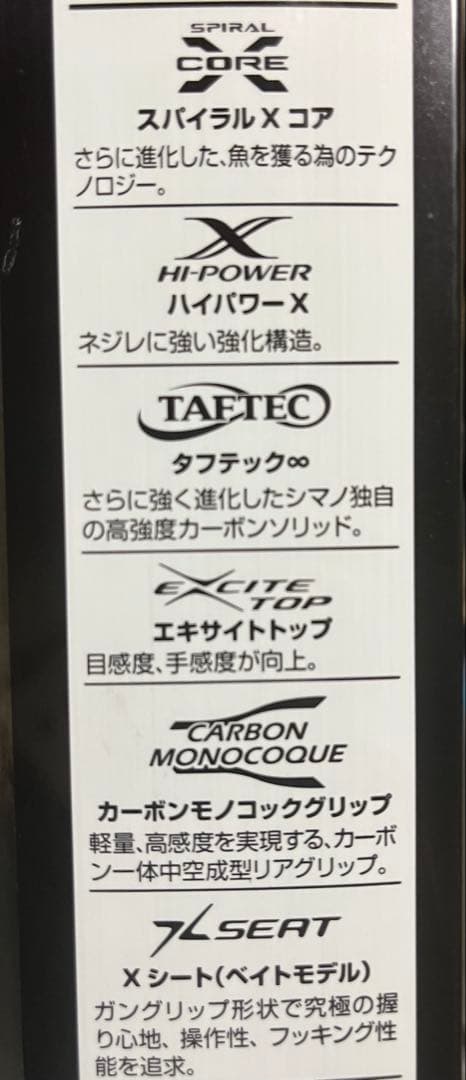 SPIRAL
X
CORE
スパイラル X コア
さらに進化した、魚を獲る為のテク
ノロジー。
X
HI-POWER
ハイパワー X
ネジレに強い強化構造。
TAFTEC
タフテック∞
さらに強く進化したシマノ独自
の高強度カーボンソリッド。
EXCITE
TOP
エキサイトトップ
目感度、手感度が向上。
CARBON
MONOCOQUE
カーボンモノコックグリップ
軽量、高感度を実現する、カーボ
ン一体中空成型リアグリップ。
X SEAT
X シート(ベイトモデル)
ガングリップ形状で究極の握
り心地、操作性、フッキング性
能を追求。